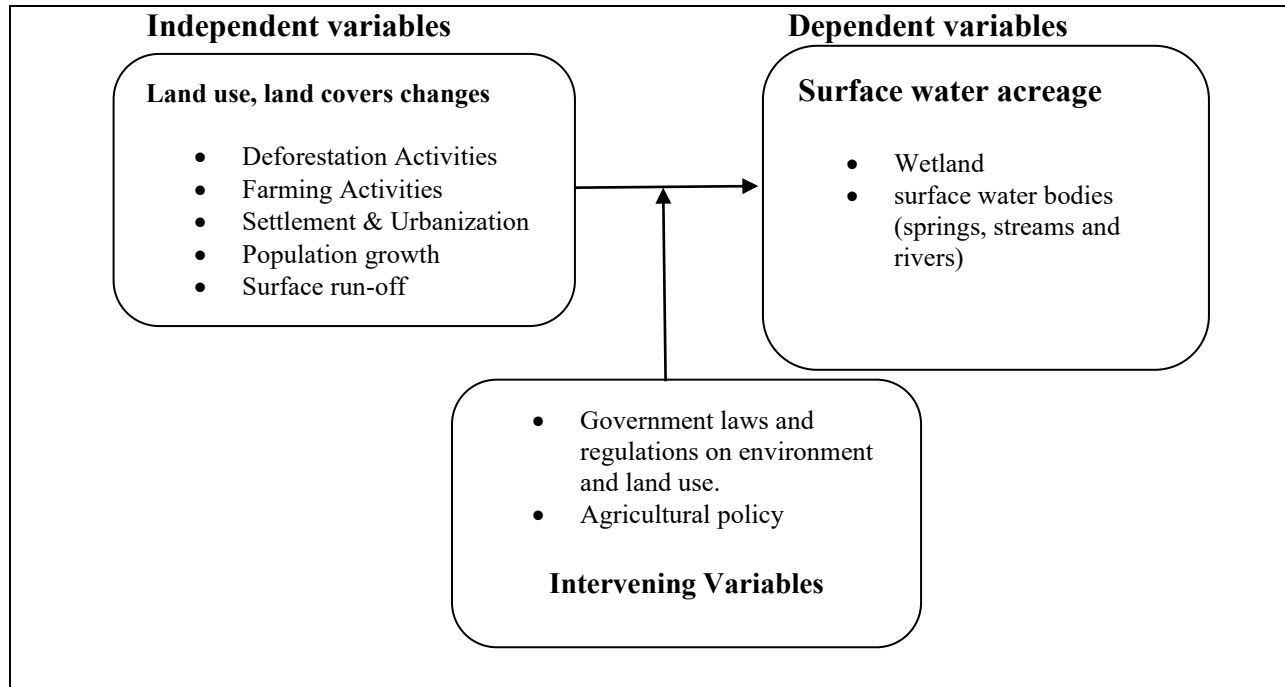 Independent variables
Land use, land covers changes
• Deforestation Activities
• Farming Activities
• Settlement & Urbanization
• Population growth
• Surface run-off
Dependent variables
Surface water acreage
• Wetland
• surface water bodies
(springs, streams and
rivers)
• Government laws and
regulations on environment
and land use.
• Agricultural policy
Intervening Variables